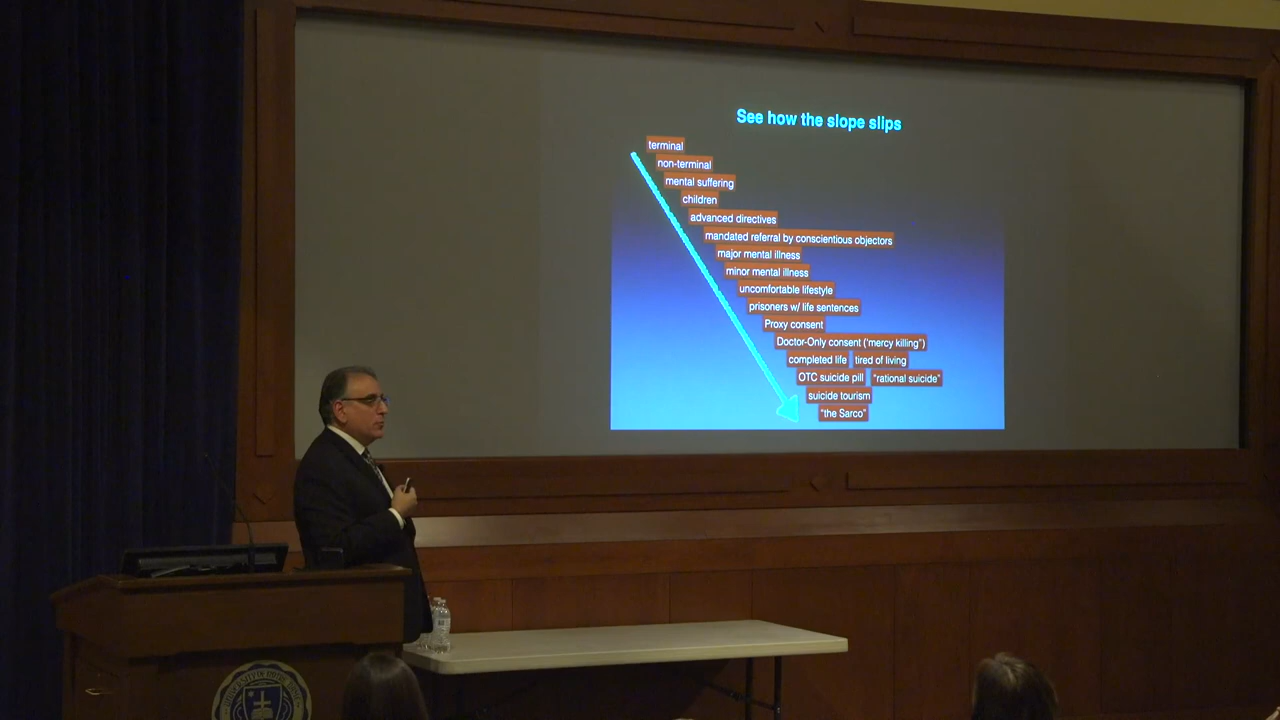 See how the slope slips
terminal
non-terminal
mental suffering
children
advanced directives
mandated referral by conscientious objectors
major mental illness
minor mental illness
uncomfortable lifestyle
prisoners w/ life sentences
Proxy consent
Doctor-Only consent ('mercy killing")
completed life tired of living
OTC suicide pill "rational suicide"
suicide tourism
"the Sarco"